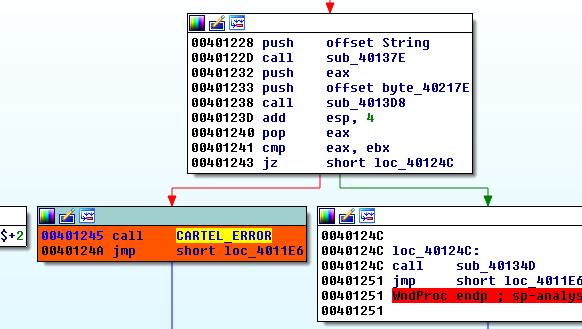 00401228 push offset String
0040122D call sub_40137E
00401232 push eax
00401233 push offset byte_40217E
00401238 call sub_4013D8
0040123D add esp, 4
00401240 pop eax
00401241 cmp eax, ebx
00401243 jz short loc_40124C
$+2
00401245 call CARTEL_ERROR
0040124A jmp short loc_4011E6
0040124C
0040124C loc_40124C:
0040124C call sub_40134D
00401251 jmp short loc_4011E6
00401251 WndProc endp ; sp-analys
00401251